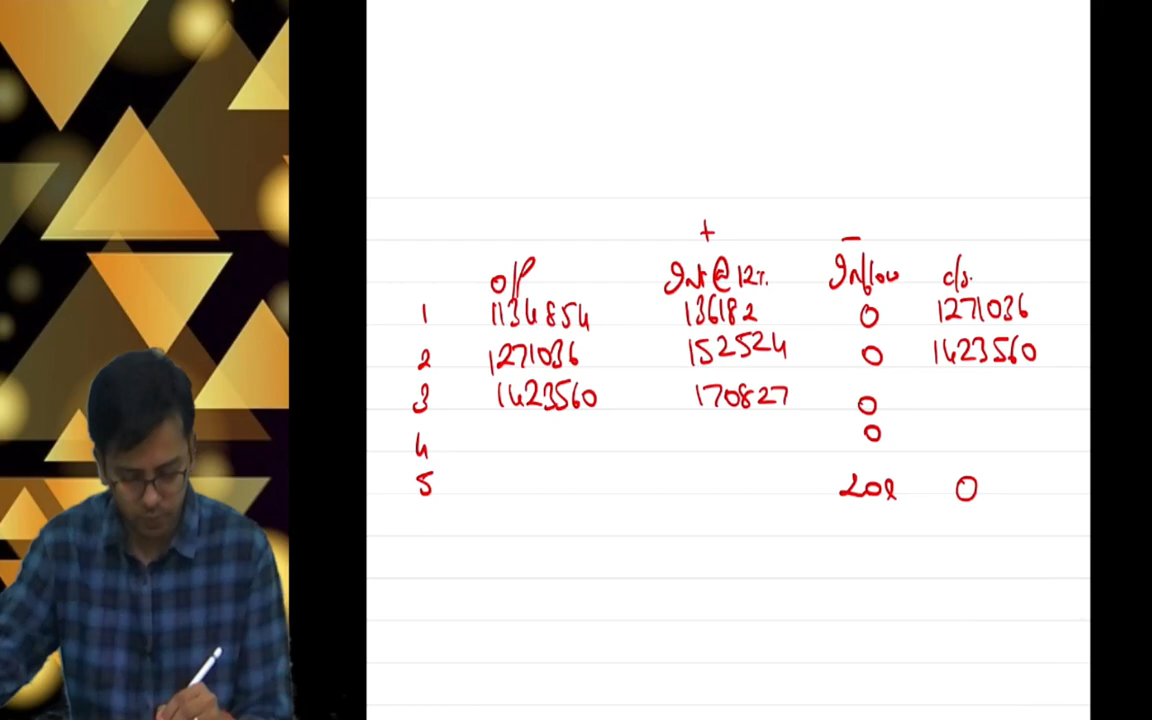 + −
O/P Int @ 12%. Inflow c/s.
1 1134854 136182 0 1271036
2 1271036 152524 0 1423560
3 1423560 170827 0
4 0
5 20l 0